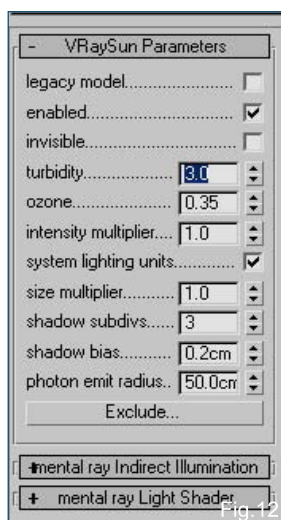 - VRaySun Parameters
legacy model.......................
enabled..............................
invisible..............................
turbidity.................. 3.0
ozone..................... 0.35
intensity multiplier.... 1.0
system lighting units............
size multiplier........... 1.0
shadow subdivs...... 3
shadow bias........... 0.2cm
photon emit radius.. 50.0cm
Exclude...
+ mental ray Indirect Illumination
+ mental ray Light Shader
Fig.12